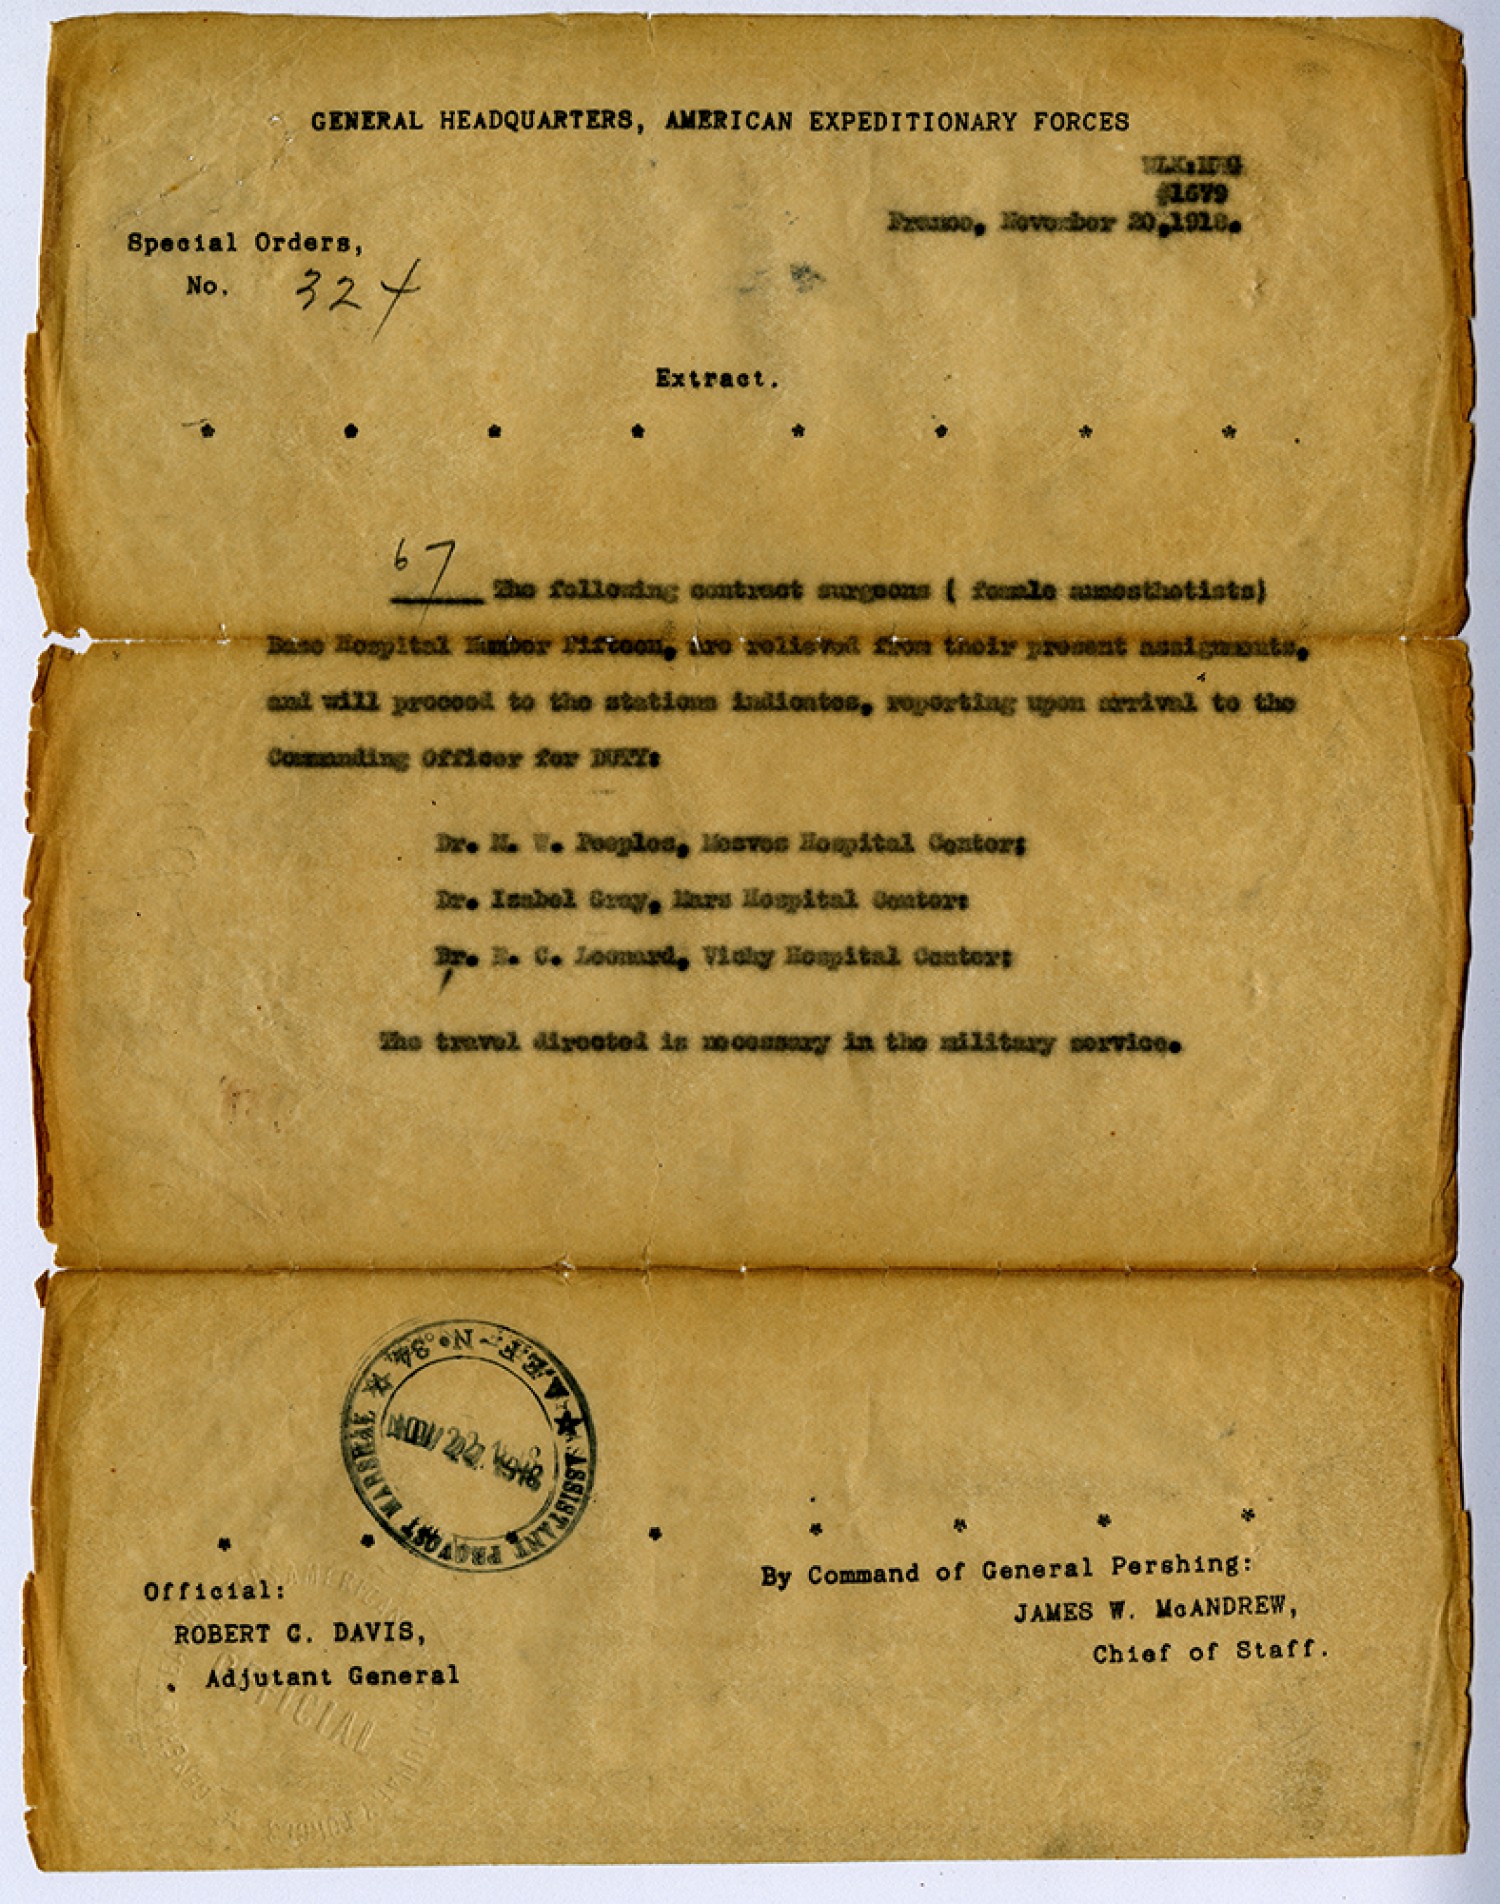 GENERAL HEADQUARTERS, AMERICAN EXPEDITIONARY FORCES
#1679
France, November 20, 1918.
Special Orders,
No. 324
Extract.
* * * * * * * *
67 The following contract surgeons ( female anaesthetists)
Base Hospital Number Fifteen, are relieved from their present assignments,
and will proceed to the stations indicates, reporting upon arrival to the
Commanding Officer for DUTY:
Dr. M. W. Peeples, Mesves Hospital Center;
Dr. Isabel Gray, Mars Hospital Center:
Dr. E. C. Leonard, Vichy Hospital Center;
The travel directed is necessary in the military service.
ASSISTANT PROVOST MARSHAL
A.E.F. No. 34
NOV 22 1918
* * * * * * * *
Official:
ROBERT C. DAVIS,
Adjutant General
By Command of General Pershing:
JAMES W. McANDREW,
Chief of Staff.
OFFICIAL